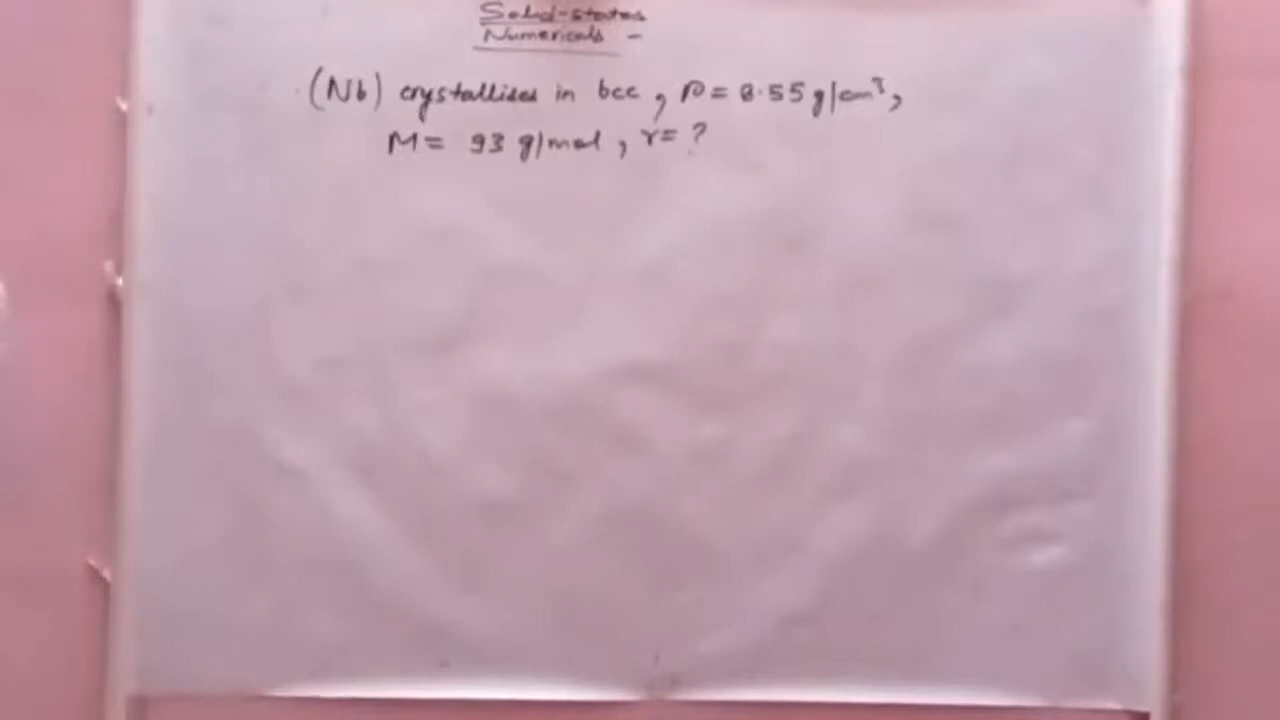 Solid-states
Numericals -
(Nb) crystallises in bcc, ρ= 8.55 g/cm³,
M= 93 g/mol, r= ?